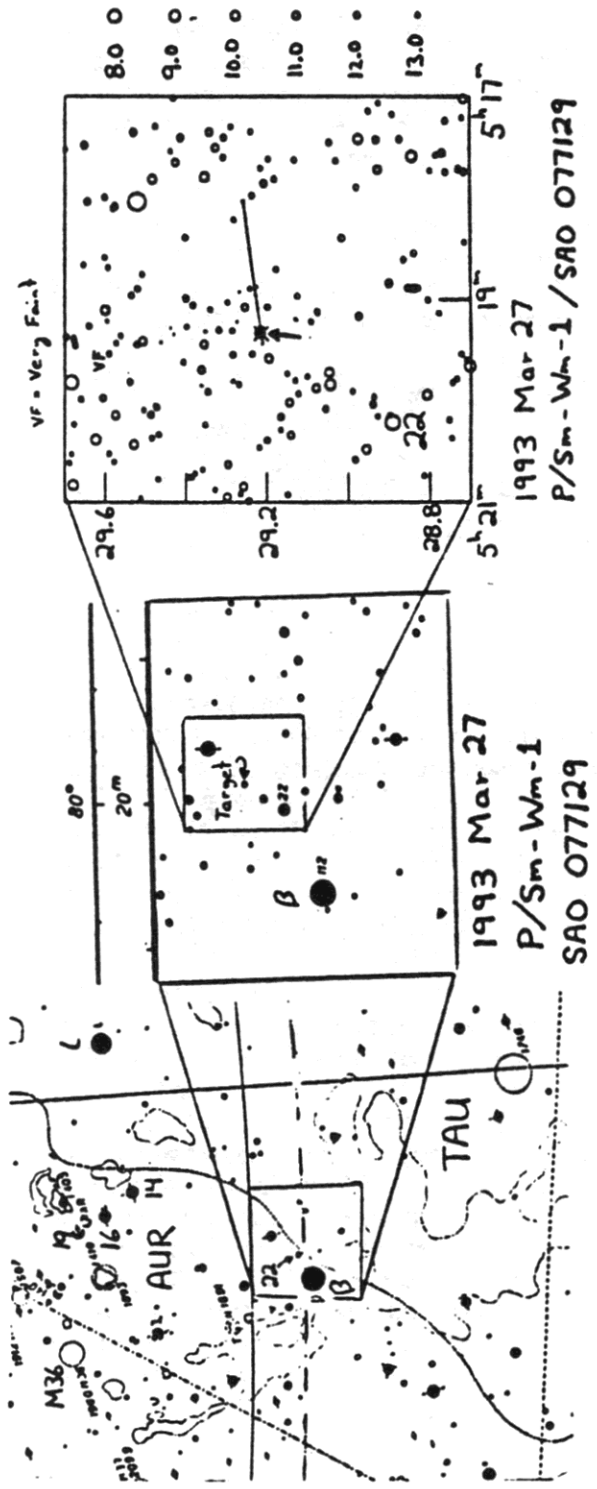 VF = Very Faint
VF
22
29.6
29.2
28.8
5ʰ21ᵐ
19ᵐ
5ʰ17ᵐ
8.0
9.0
10.0
11.0
12.0
13.0
1993 Mar 27
P/Sm-Wm-1/SAO 077129
80°
20ᵐ
Target
22
β
112
1993 Mar 27
P/Sm-Wm-1
SAO 077129
M36
19
16
14
AUR
22
β
TAU